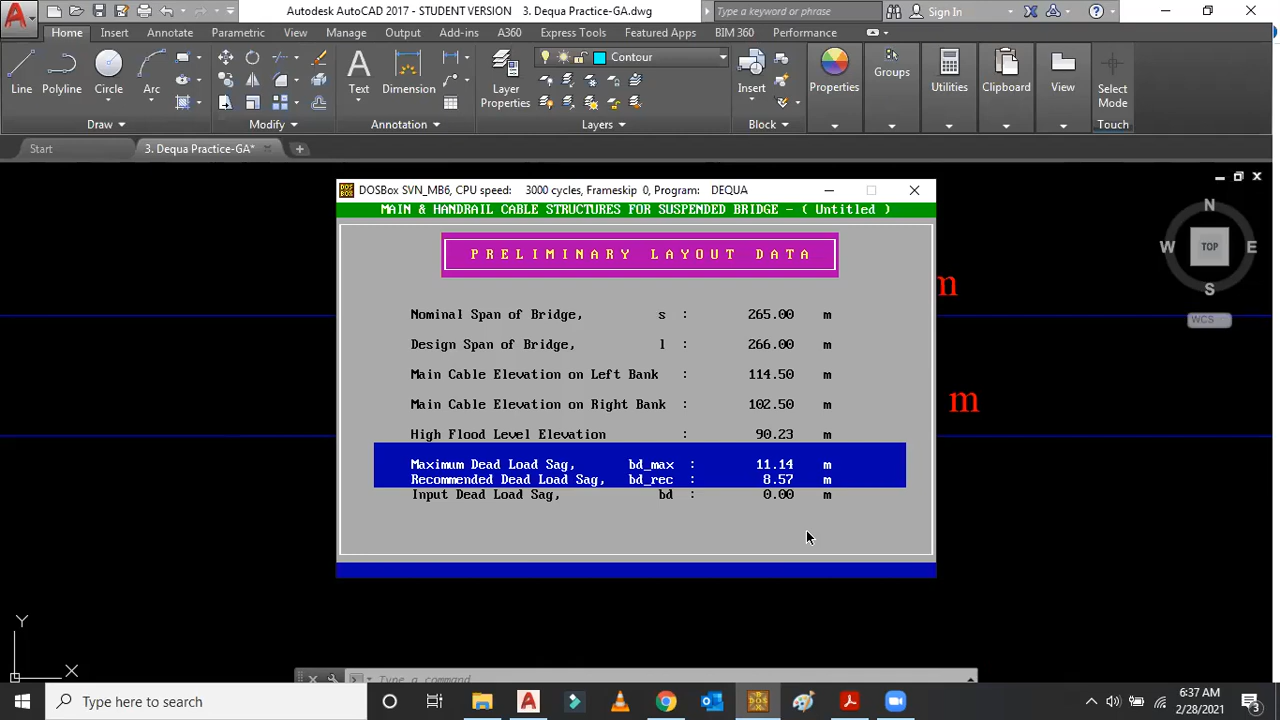 Autodesk AutoCAD 2017 - STUDENT VERSION 3. Dequa Practice-GA.dwg
Type a keyword or phrase
Sign In
Home Insert Annotate Parametric View Manage Output Add-ins A360 Express Tools Featured Apps BIM 360 Performance
Contour
Line Polyline Circle Arc Text Dimension Layer Properties Insert Properties Groups Utilities Clipboard View Select Mode
Draw Modify Annotation Layers Block Touch
Start 3. Dequa Practice-GA*
DOSBox SVN_MB6, CPU speed: 3000 cycles, Frameskip 0, Program: DEQUA
MAIN & HANDRAIL CABLE STRUCTURES FOR SUSPENDED BRIDGE - ( Untitled )
PRELIMINARY LAYOUT DATA
Nominal Span of Bridge, s : 265.00 m
Design Span of Bridge, l : 266.00 m
Main Cable Elevation on Left Bank : 114.50 m
Main Cable Elevation on Right Bank : 102.50 m
High Flood Level Elevation : 90.23 m
Maximum Dead Load Sag, bd_max : 11.14 m
Recommended Dead Load Sag, bd_rec : 8.57 m
Input Dead Load Sag, bd : 0.00 m
m
m
N
W TOP E
S
WCS
Y
X
Type a command
Type here to search
6:37 AM
2/28/2021
3